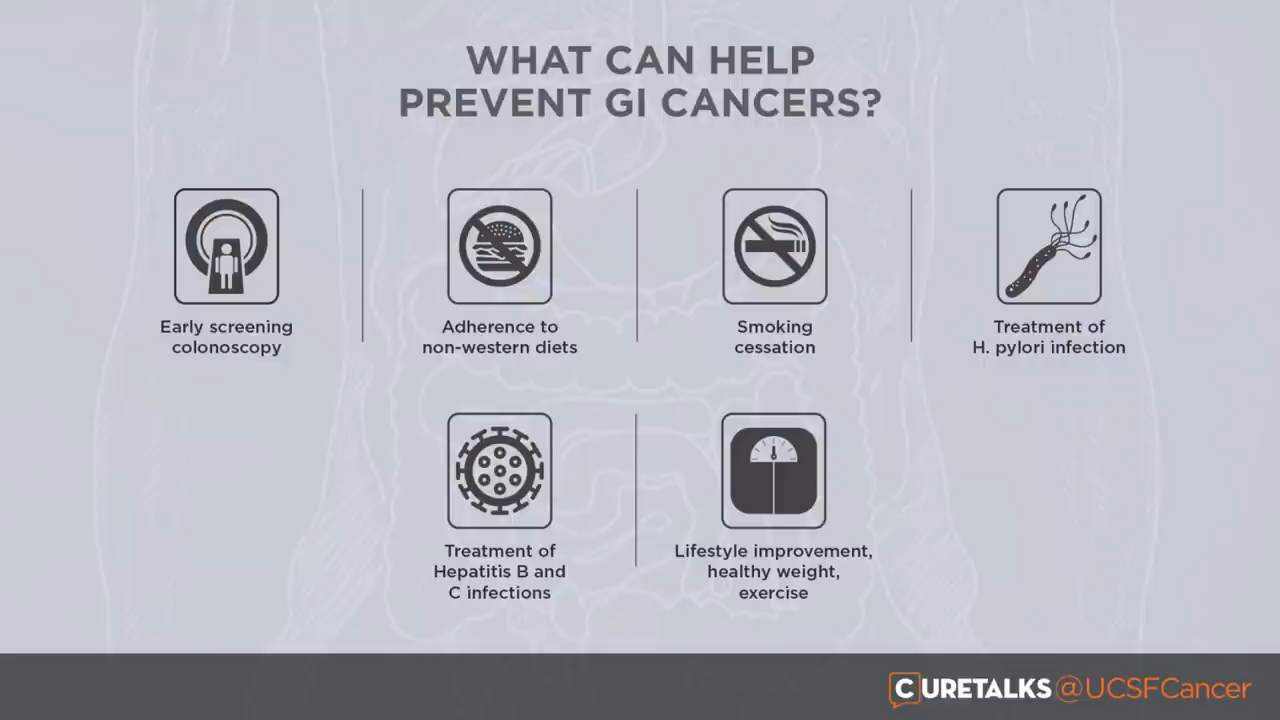 WHAT CAN HELP
PREVENT GI CANCERS?
Early screening
colonoscopy
Adherence to
non-western diets
Smoking
cessation
Treatment of
H. pylori infection
Treatment of
Hepatitis B and
C infections
Lifestyle improvement,
healthy weight,
exercise
CURETALKS@UCSFCancer